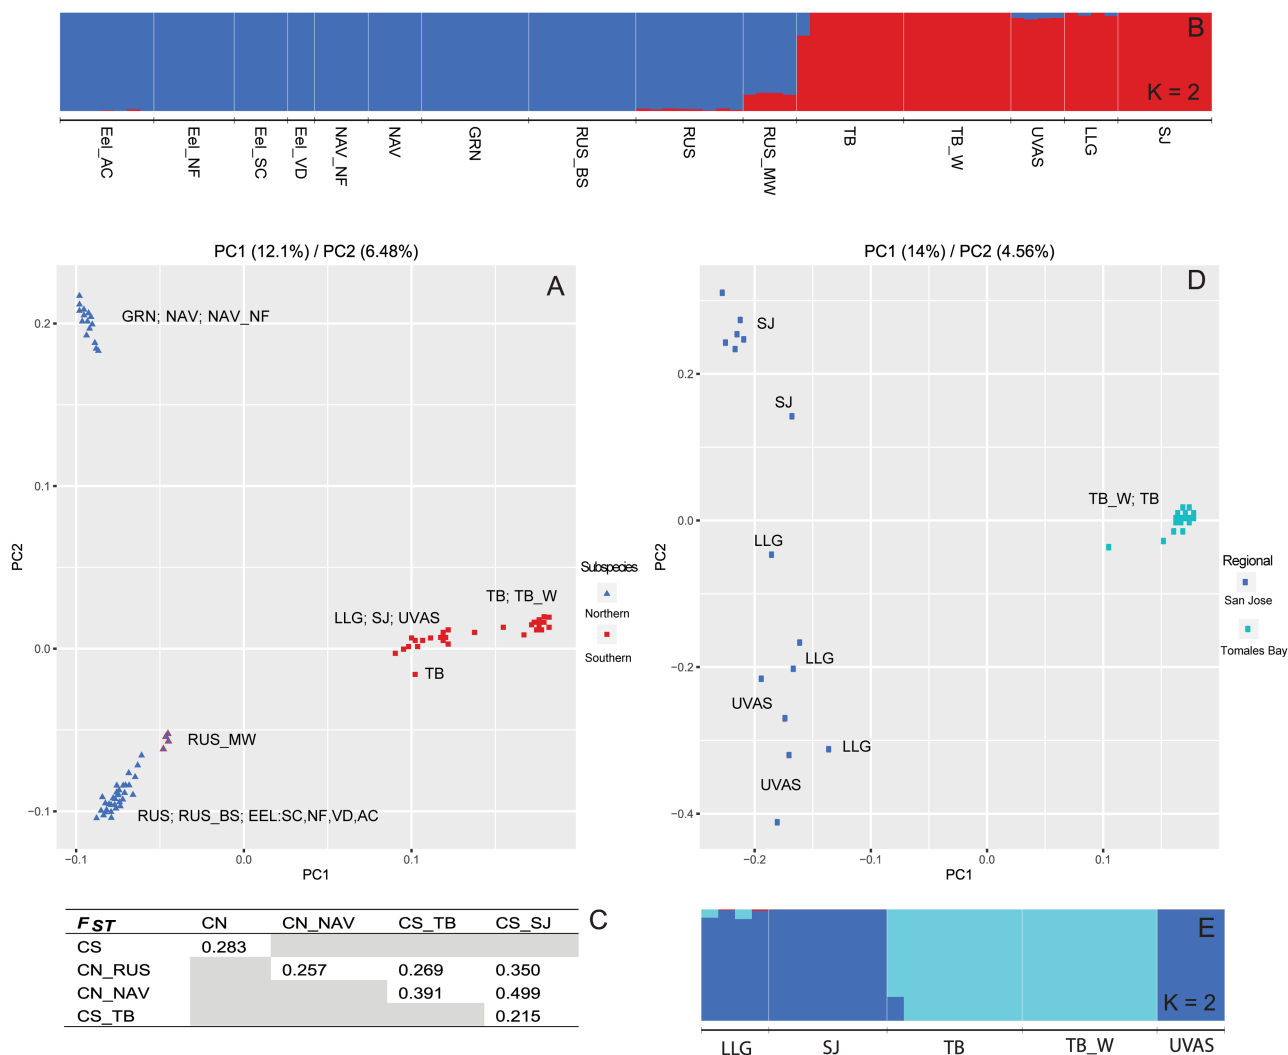 B
K = 2
Eel_AC
Eel_NF
Eel_SC
Eel_VD
NAV_NF
NAV
GRN
RUS_BS
RUS
RUS_MW
TB
TB_W
UVAS
LLG
SJ
PC1 (12.1%) / PC2 (6.48%)
A
GRN; NAV; NAV_NF
0.2
0.1
PC2
TB; TB_W
LLG; SJ; UVAS
0.0
TB
RUS_MW
RUS; RUS_BS; EEL:SC,NF,VD,AC
−0.1
−0.1
0.0
0.1
PC1
Subspecies
Northern
Southern
PC1 (14%) / PC2 (4.56%)
D
SJ
0.2
SJ
TB_W; TB
0.0
LLG
PC2
LLG
−0.2
UVAS
LLG
UVAS
−0.4
−0.2
−0.1
0.0
0.1
PC1
Regional
San Jose
Tomales Bay
C
FST CN CN_NAV CS_TB CS_SJ
CS 0.283
CN_RUS 0.257 0.269 0.350
CN_NAV 0.391 0.499
CS_TB 0.215
E
K = 2
LLG
SJ
TB
TB_W
UVAS